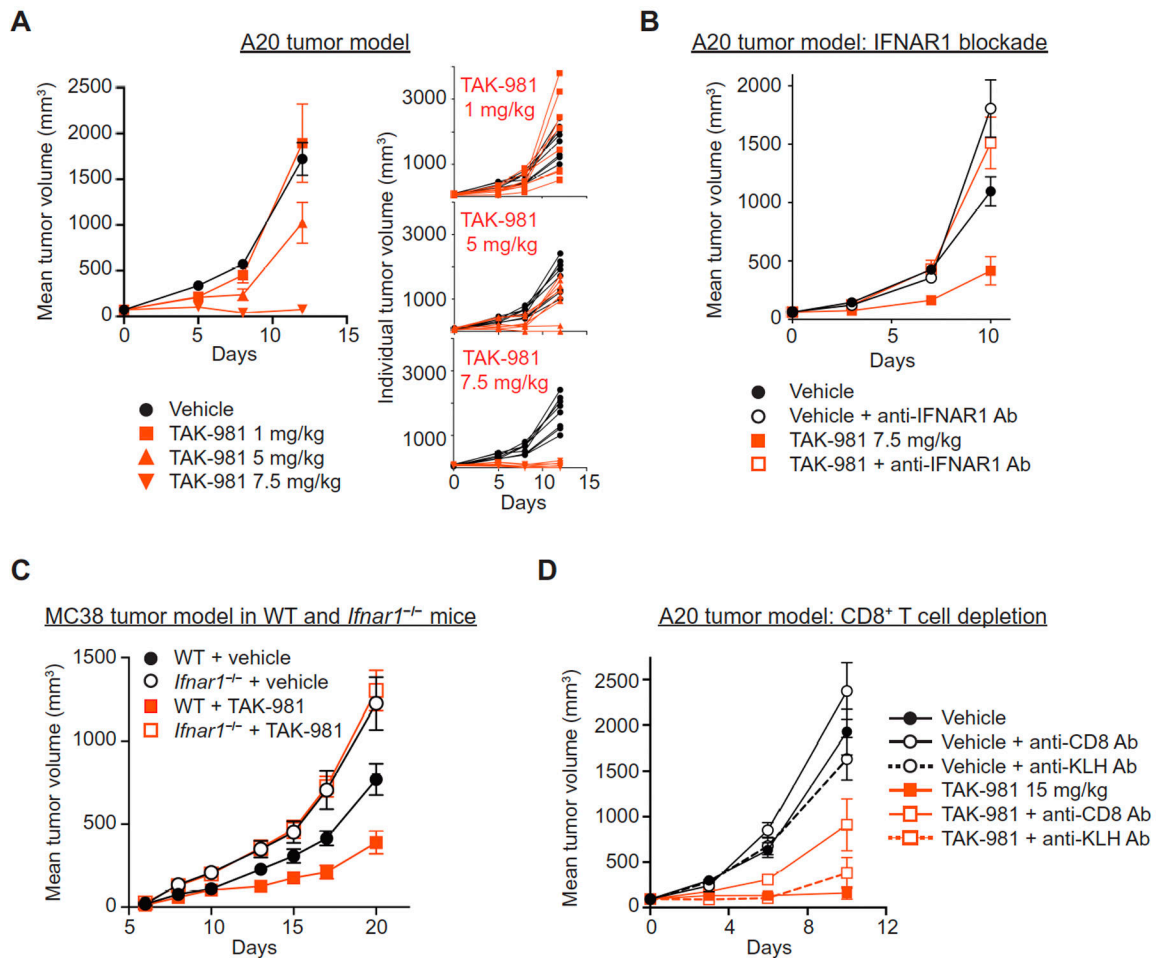 A
A20 tumor model
Mean tumor volume (mm³)
2500
2000
1500
1000
500
0
0
5
10
15
Days
Vehicle
TAK-981 1 mg/kg
TAK-981 5 mg/kg
TAK-981 7.5 mg/kg
Individual tumor volume (mm³)
TAK-981
1 mg/kg
3000
1000
TAK-981
5 mg/kg
3000
1000
TAK-981
7.5 mg/kg
3000
1000
0
5
10
15
Days
B
A20 tumor model: IFNAR1 blockade
Mean tumor volume (mm³)
2000
1500
1000
500
0
0
5
10
Days
Vehicle
Vehicle + anti-IFNAR1 Ab
TAK-981 7.5 mg/kg
TAK-981 + anti-IFNAR1 Ab
C
MC38 tumor model in WT and Ifnar1⁻/⁻ mice
Mean tumor volume (mm³)
1500
1000
500
0
5
10
15
20
Days
WT + vehicle
Ifnar1⁻/⁻ + vehicle
WT + TAK-981
Ifnar1⁻/⁻ + TAK-981
D
A20 tumor model: CD8⁺ T cell depletion
Mean tumor volume (mm³)
2500
2000
1500
1000
500
0
0
4
8
12
Days
Vehicle
Vehicle + anti-CD8 Ab
Vehicle + anti-KLH Ab
TAK-981 15 mg/kg
TAK-981 + anti-CD8 Ab
TAK-981 + anti-KLH Ab